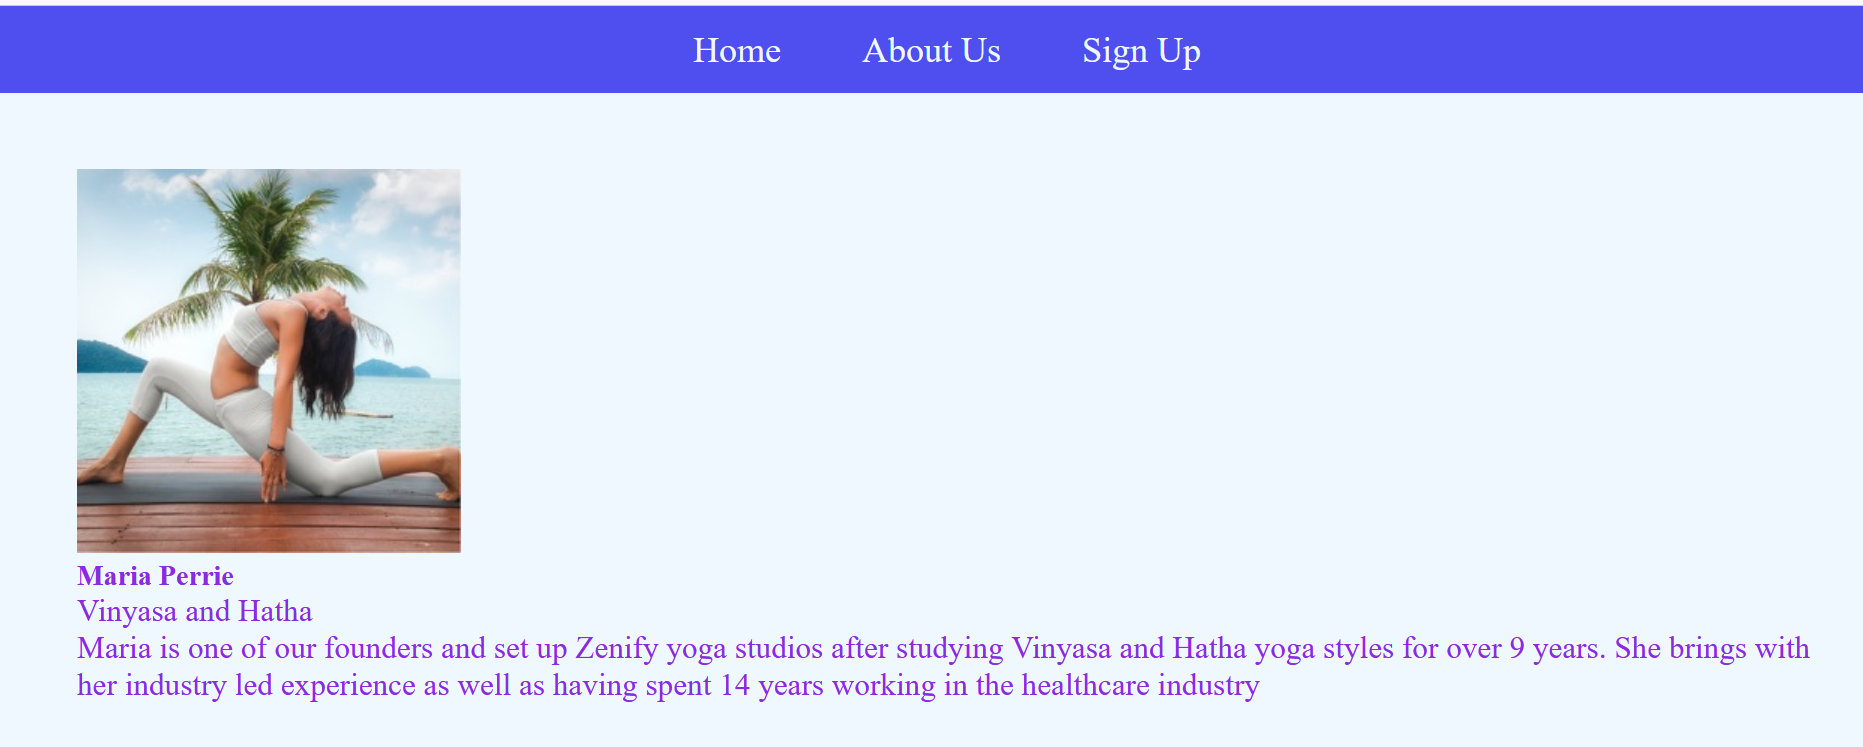 Home About Us Sign Up
Maria Perrie
Vinyasa and Hatha
Maria is one of our founders and set up Zenify yoga studios after studying Vinyasa and Hatha yoga styles for over 9 years. She brings with
her industry led experience as well as having spent 14 years working in the healthcare industry